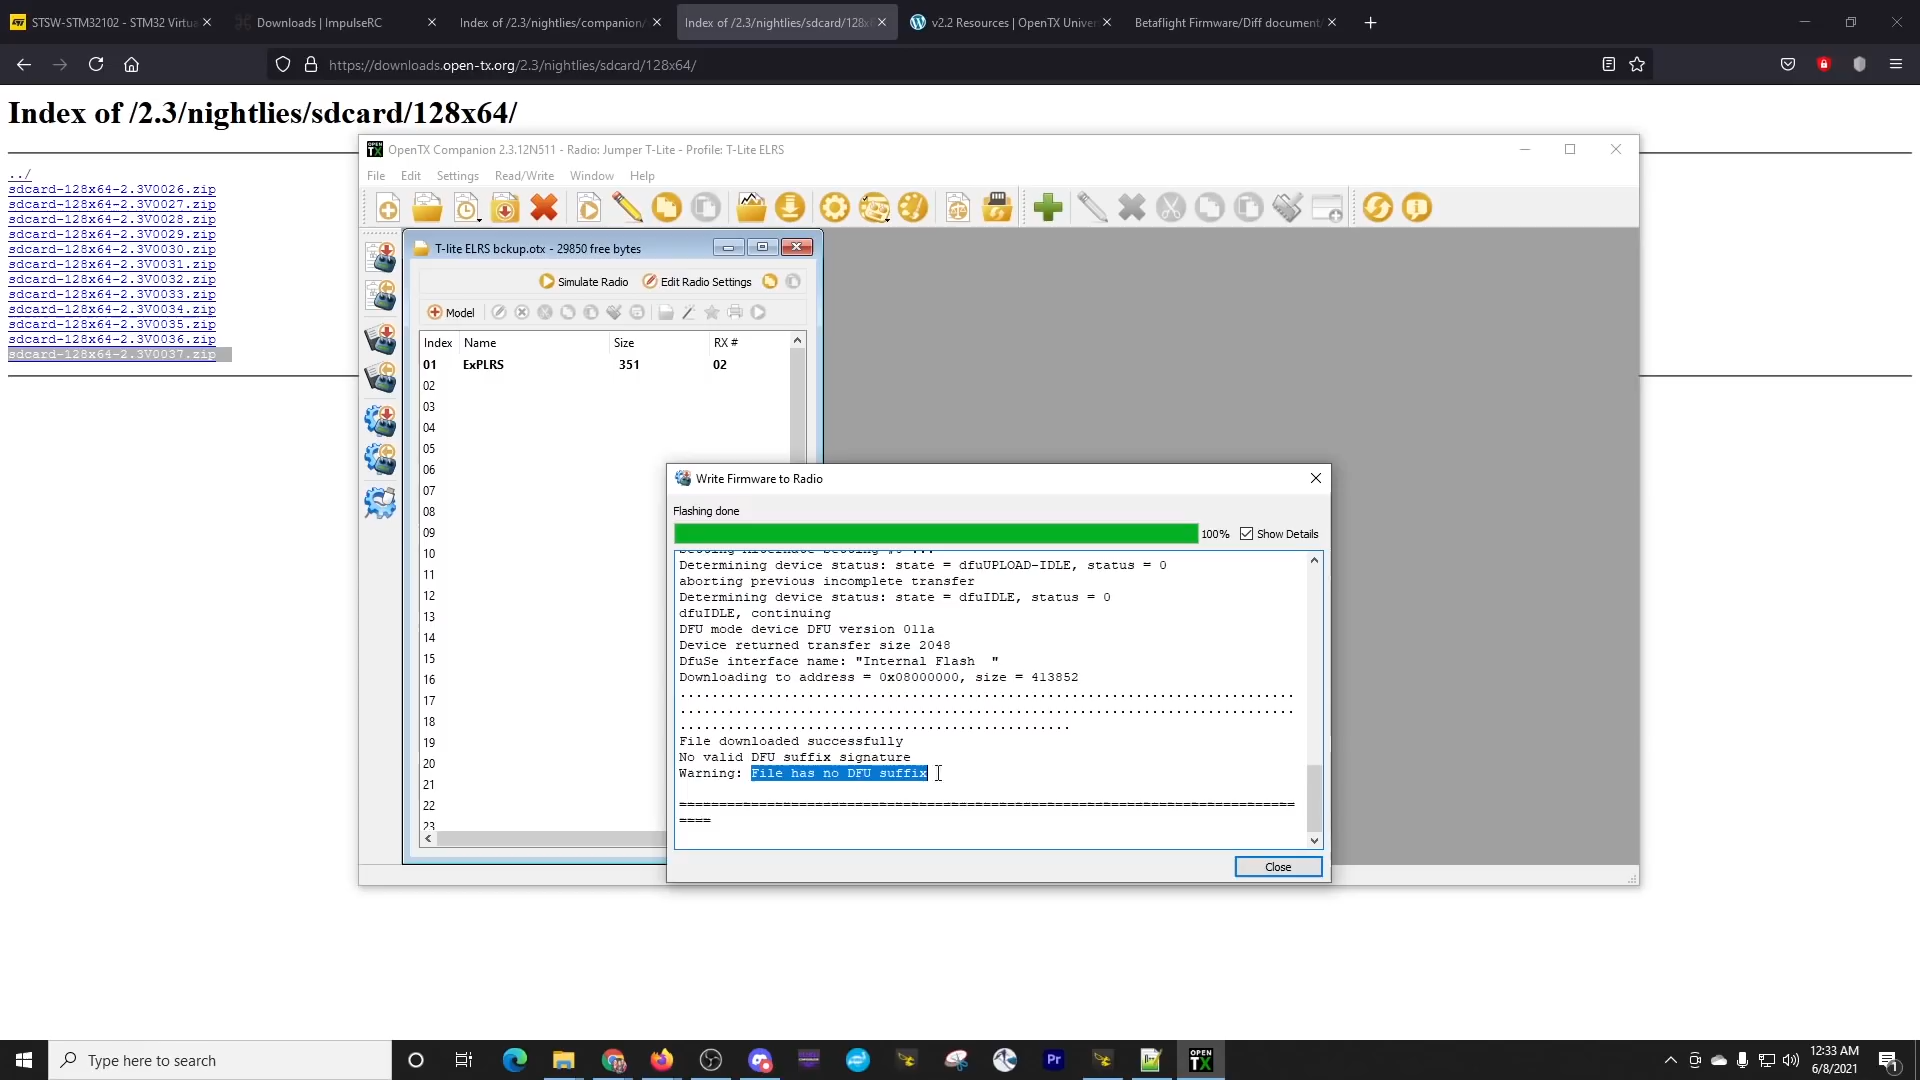 STSW-STM32102 - STM32 Virtua
Downloads | ImpulseRC
Index of /2.3/nightlies/companion/
Index of /2.3/nightlies/sdcard/128x
v2.2 Resources | OpenTX Univer
Betaflight Firmware/Diff document
https://downloads.open-tx.org/2.3/nightlies/sdcard/128x64/
Index of /2.3/nightlies/sdcard/128x64/
../
sdcard-128x64-2.3V0026.zip
sdcard-128x64-2.3V0027.zip
sdcard-128x64-2.3V0028.zip
sdcard-128x64-2.3V0029.zip
sdcard-128x64-2.3V0030.zip
sdcard-128x64-2.3V0031.zip
sdcard-128x64-2.3V0032.zip
sdcard-128x64-2.3V0033.zip
sdcard-128x64-2.3V0034.zip
sdcard-128x64-2.3V0035.zip
sdcard-128x64-2.3V0036.zip
sdcard-128x64-2.3V0037.zip
OpenTX Companion 2.3.12N511 - Radio: Jumper T-Lite - Profile: T-Lite ELRS
File Edit Settings Read/Write Window Help
T-lite ELRS bckup.otx - 29850 free bytes
Simulate Radio Edit Radio Settings
Model
Index Name Size RX #
01 ExPLRS 351 02
02
03
04
05
06
07
08
09
10
11
12
13
14
15
16
17
18
19
20
21
22
23
Write Firmware to Radio
Flashing done
100% Show Details
Determining device status: state = dfuUPLOAD-IDLE, status = 0
aborting previous incomplete transfer
Determining device status: state = dfuIDLE, status = 0
dfuIDLE, continuing
DFU mode device DFU version 011a
Device returned transfer size 2048
DfuSe interface name: "Internal Flash  "
Downloading to address = 0x08000000, size = 413852
.............................................................................
.............................................................................
.................................................
File downloaded successfully
No valid DFU suffix signature
Warning: File has no DFU suffix
=============================================================================
====
Close
Type here to search
Pr
OPEN TX
12:33 AM
6/8/2021
1